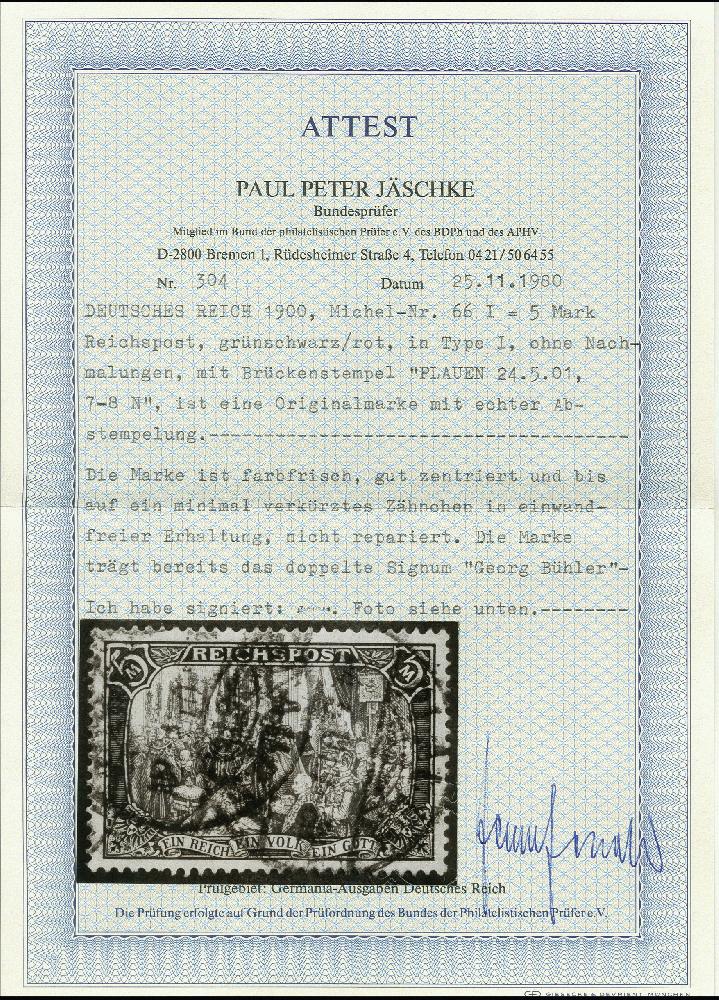 ATTEST
PAUL PETER JÄSCHKE
Bundesprüfer
Mitglied im Bund der philatelistischen Prüfer e.V. des BDPh und des APHV
D-2800 Bremen 1, Rüdesheimer Straße 4, Telefon 0421/506455
Nr. 304 Datum 25.11.1980
DEUTSCHES REICH 1900, Michel-Nr. 66 I = 5 Mark
Reichspost, grünschwarz/rot, in Type I, ohne Nach-
malungen, mit Brückenstempel "PLAUEN 24.5.01,
7-8 N", ist eine Originalmarke mit echter Ab-
stempelung.--------------------------------------
Die Marke ist farbfrisch, gut zentriert und bis
auf ein minimal verkürztes Zähnchen in einwand-
freier Erhaltung, nicht repariert. Die Marke
trägt bereits das doppelte Signum "Georg Bühler"-
Ich habe signiert: . Foto siehe unten.--------
5 M REICHSPOST 5 M
EIN REICH EIN VOLK EIN GOTT
Prüfgebiet: Germania-Ausgaben Deutsches Reich
Die Prüfung erfolgte auf Grund der Prüfordnung des Bundes der Philatelistischen Prüfer e.V.
GIESECKE & DEVRIENT MÜNCHEN